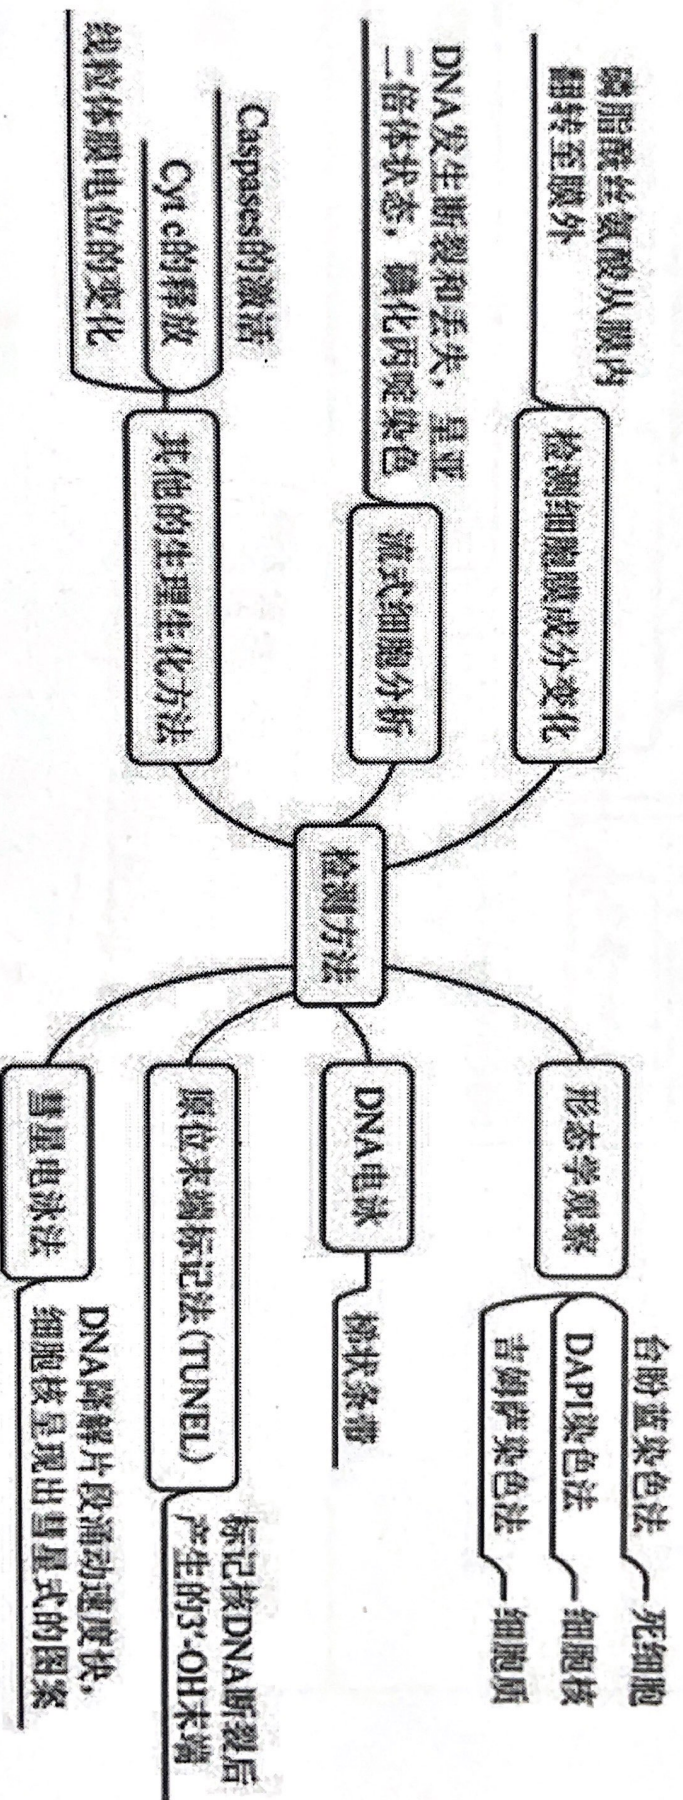 检测方法
形态学观察
台盼蓝染色法
死细胞
DAPI染色法
细胞核
吉姆萨染色法
细胞质
DNA电泳
梯状条带
原位末端标记法(TUNEL)
标记核DNA断裂后
产生的3'-OH末端
彗星电泳法
DNA降解片段涌动速度快,
细胞核呈现出彗星式的图案
检测细胞膜成分变化
磷脂酰丝氨酸从膜内
翻转至膜外
流式细胞分析
DNA发生断裂和丢失，呈亚
二倍体状态，碘化丙啶染色
其他的生理生化方法
Caspases的激活
Cyt c的释放
线粒体膜电位的变化